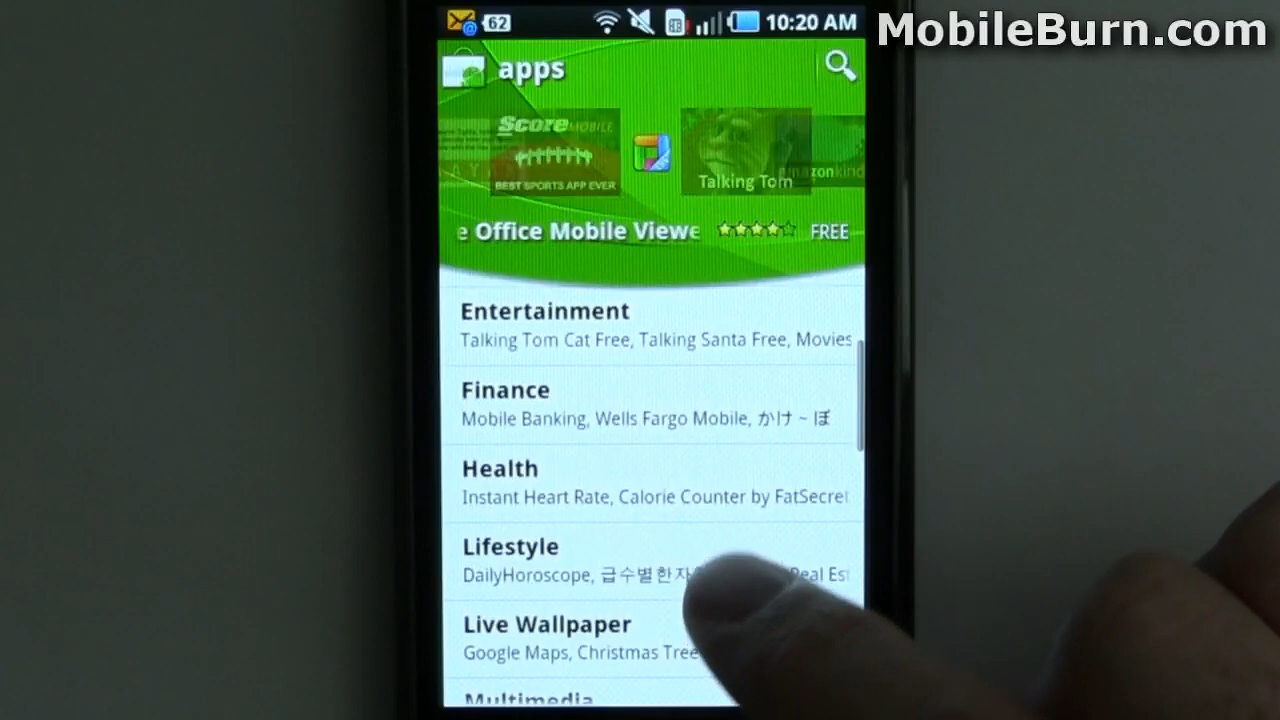 MobileBurn.com
62
10:20 AM
apps
Score MOBILE
BEST SPORTS APP EVER
Talking Tom
amazonkind
e Office Mobile Viewe
FREE
Entertainment
Talking Tom Cat Free, Talking Santa Free, Movies
Finance
Mobile Banking, Wells Fargo Mobile, かけ~ぼ
Health
Instant Heart Rate, Calorie Counter by FatSecret
Lifestyle
DailyHoroscope, 급수별한자 Real Est
Live Wallpaper
Google Maps, Christmas Tree
Multimedia